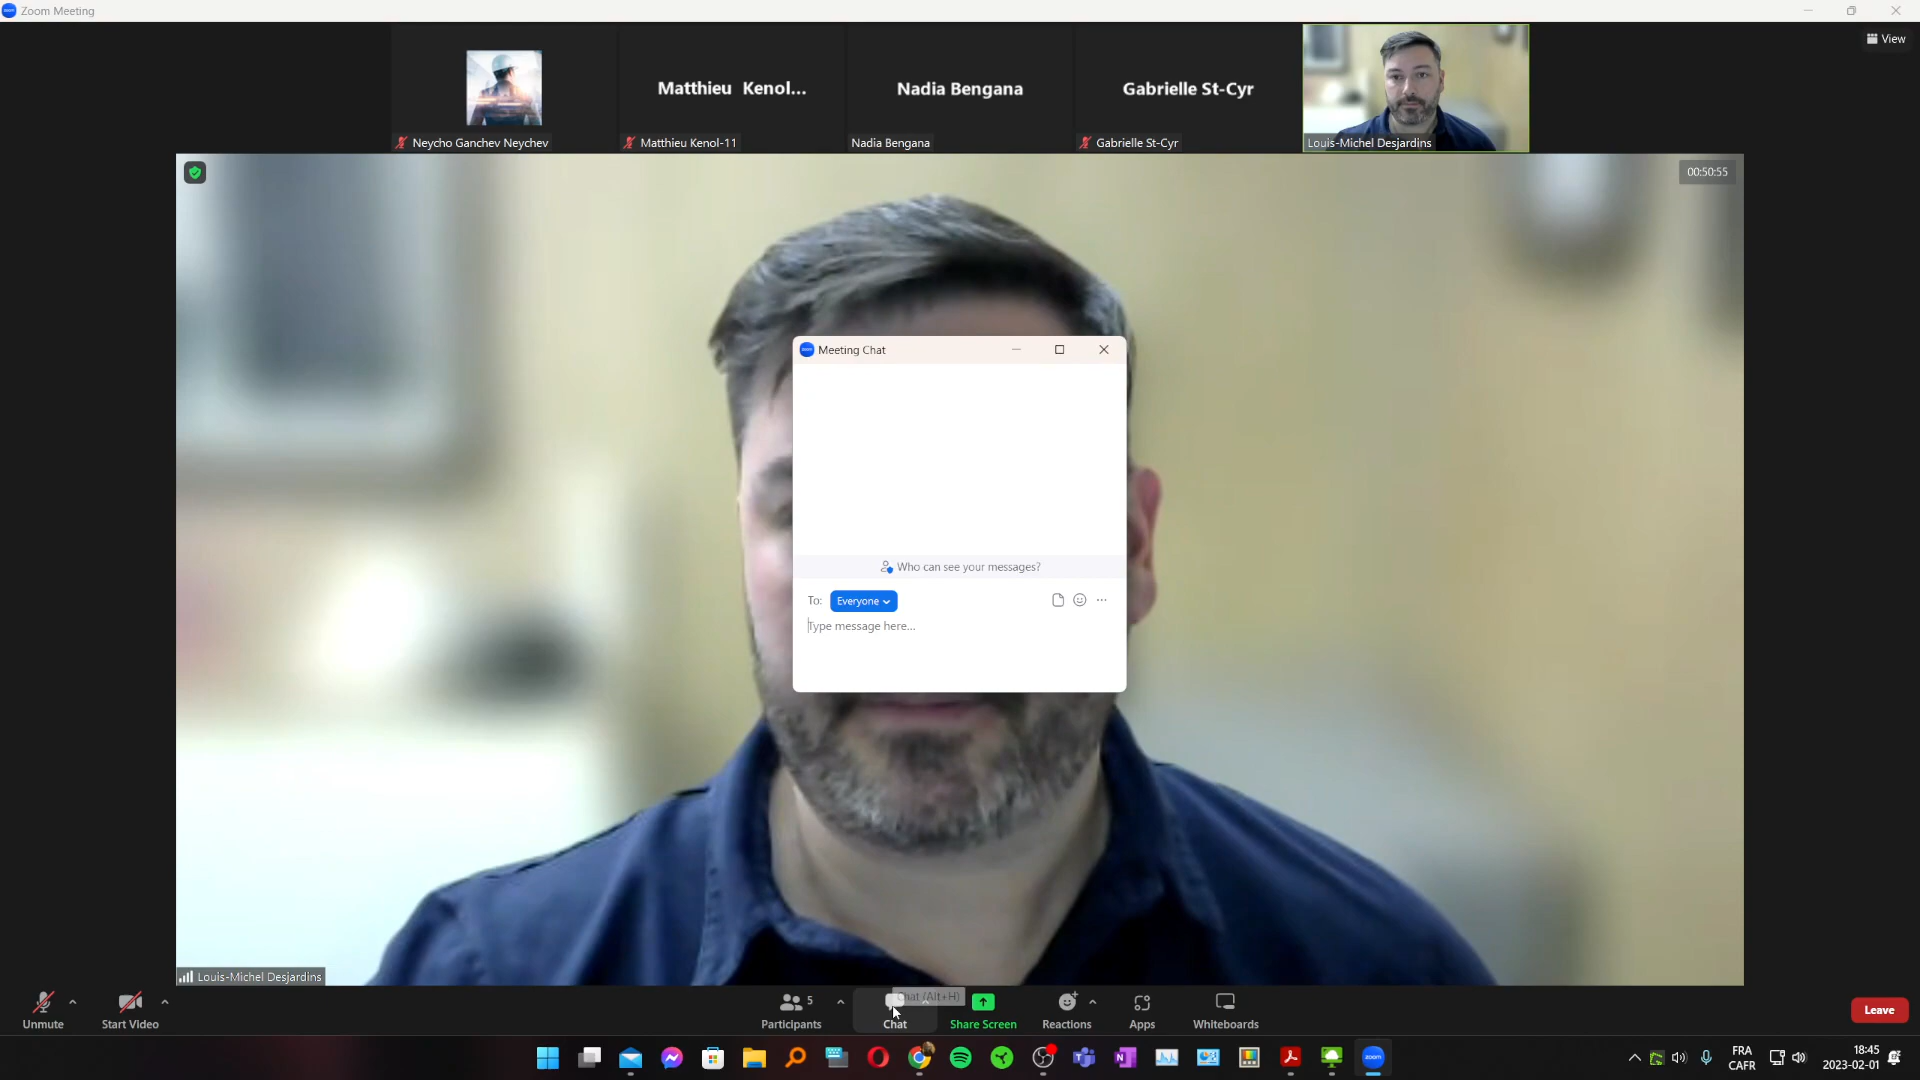 Zoom Meeting
View
Matthieu Kenol...
Nadia Bengana
Gabrielle St-Cyr
Neycho Ganchev Neychev
Matthieu Kenol-11
Nadia Bengana
Gabrielle St-Cyr
Louis-Michel Desjardins
00:50:55
Meeting Chat
Who can see your messages?
To: Everyone
Type message here...
Louis-Michel Desjardins
Chat (Alt+H)
Unmute
Start Video
5
Participants
Chat
Share Screen
Reactions
Apps
Whiteboards
Leave
zoom
FRA
CAFR
18:45
2023-02-01